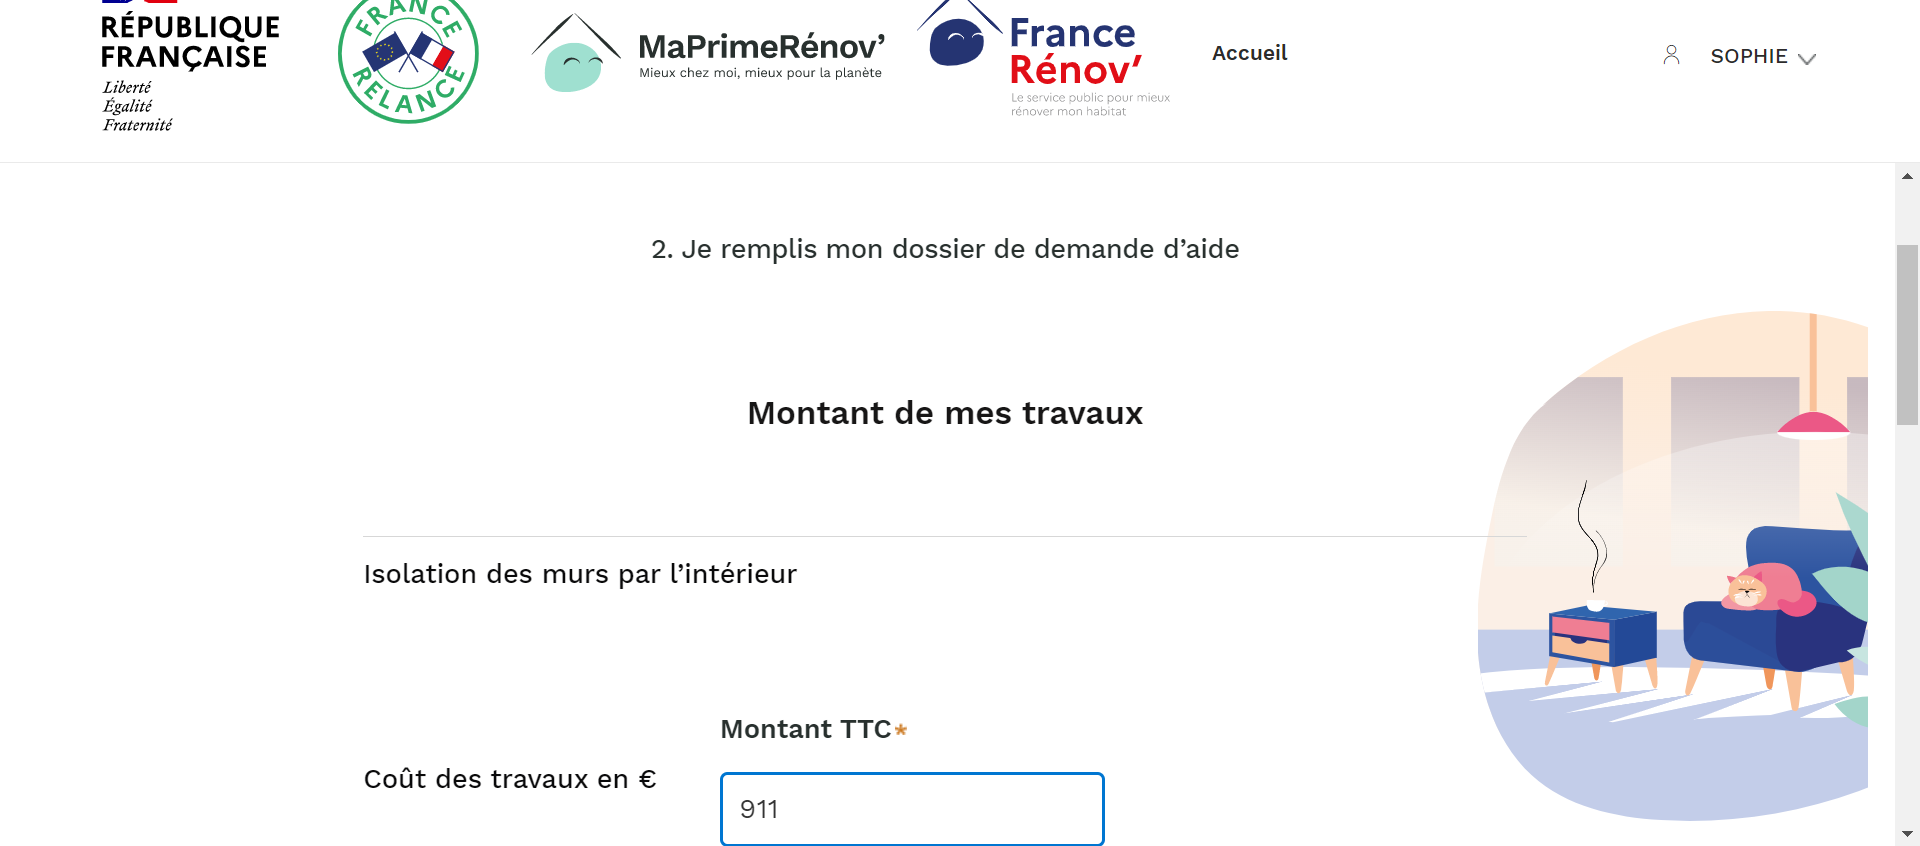 RÉPUBLIQUE
FRANÇAISE
Liberté
Égalité
Fraternité
FRANCE
RELANCE
MaPrimeRénov’
Mieux chez moi, mieux pour la planète
France
Rénov’
Le service public pour mieux
rénover mon habitat
Accueil
SOPHIE
2. Je remplis mon dossier de demande d’aide
Montant de mes travaux
Isolation des murs par l’intérieur
Montant TTC*
Coût des travaux en €
911